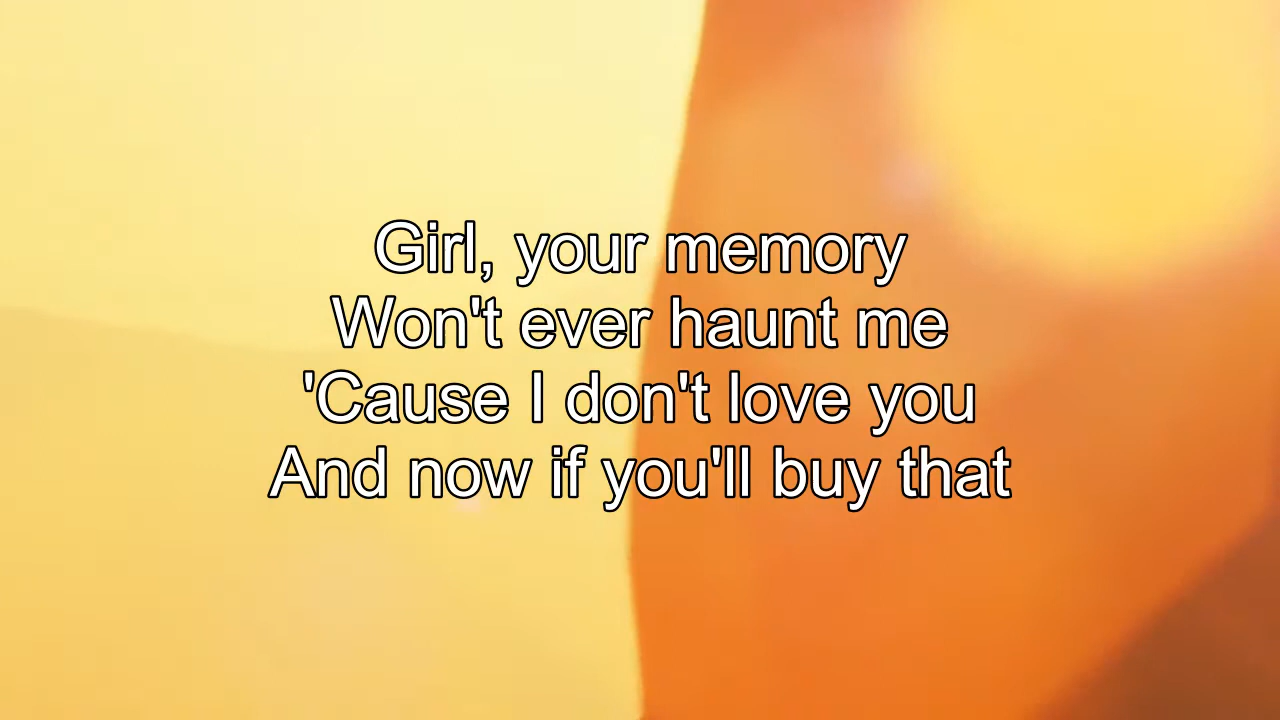 Girl, your memory
Won't ever haunt me
'Cause I don't love you
And now if you'll buy that